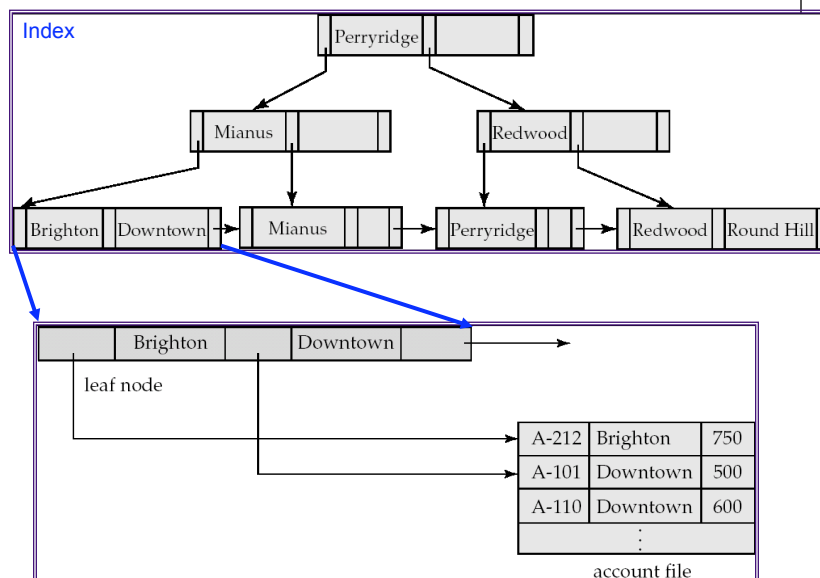 Index
Perryridge
Mianus
Redwood
Brighton Downtown
Mianus
Perryridge
Redwood Round Hill
Brighton Downtown
leaf node
A-212 Brighton 750
A-101 Downtown 500
A-110 Downtown 600
⋮
account file